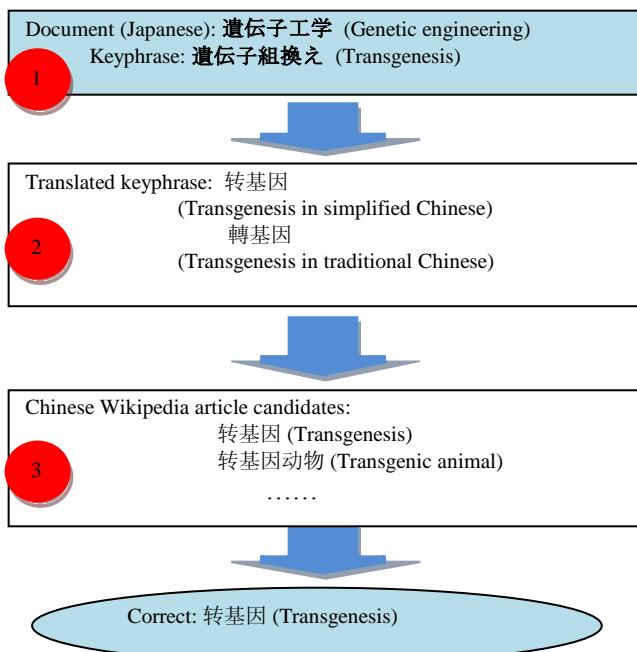 Document (Japanese): 遺伝子工学 (Genetic engineering)
Keyphrase: 遺伝子組換え (Transgenesis)
1
Translated keyphrase: 转基因
(Transgenesis in simplified Chinese)
轉基因
2
(Transgenesis in traditional Chinese)
Chinese Wikipedia article candidates:
转基因 (Transgenesis)
转基因动物 (Transgenic animal)
3
……
Correct: 转基因 (Transgenesis)